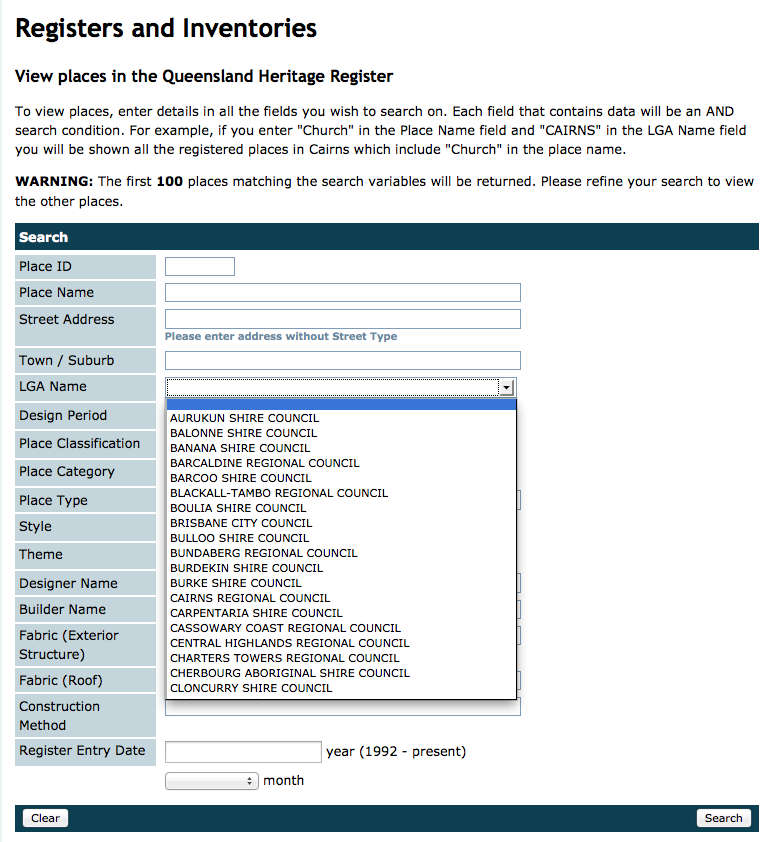 Registers and Inventories
View places in the Queensland Heritage Register
To view places, enter details in all the fields you wish to search on. Each field that contains data will be an AND
search condition. For example, if you enter "Church" in the Place Name field and "CAIRNS" in the LGA Name field
you will be shown all the registered places in Cairns which include "Church" in the place name.
WARNING: The first 100 places matching the search variables will be returned. Please refine your search to view
the other places.
Search
Place ID
Place Name
Street Address
Please enter address without Street Type
Town / Suburb
LGA Name
Design Period
Place Classification
Place Category
Place Type
Style
Theme
Designer Name
Builder Name
Fabric (Exterior
Structure)
Fabric (Roof)
Construction
Method
AURUKUN SHIRE COUNCIL
BALONNE SHIRE COUNCIL
BANANA SHIRE COUNCIL
BARCALDINE REGIONAL COUNCIL
BARCOO SHIRE COUNCIL
BLACKALL-TAMBO REGIONAL COUNCIL
BOULIA SHIRE COUNCIL
BRISBANE CITY COUNCIL
BULLOO SHIRE COUNCIL
BUNDABERG REGIONAL COUNCIL
BURDEKIN SHIRE COUNCIL
BURKE SHIRE COUNCIL
CAIRNS REGIONAL COUNCIL
CARPENTARIA SHIRE COUNCIL
CASSOWARY COAST REGIONAL COUNCIL
CENTRAL HIGHLANDS REGIONAL COUNCIL
CHARTERS TOWERS REGIONAL COUNCIL
CHERBOURG ABORIGINAL SHIRE COUNCIL
CLONCURRY SHIRE COUNCIL
Register Entry Date year (1992 - present)
month
Clear Search